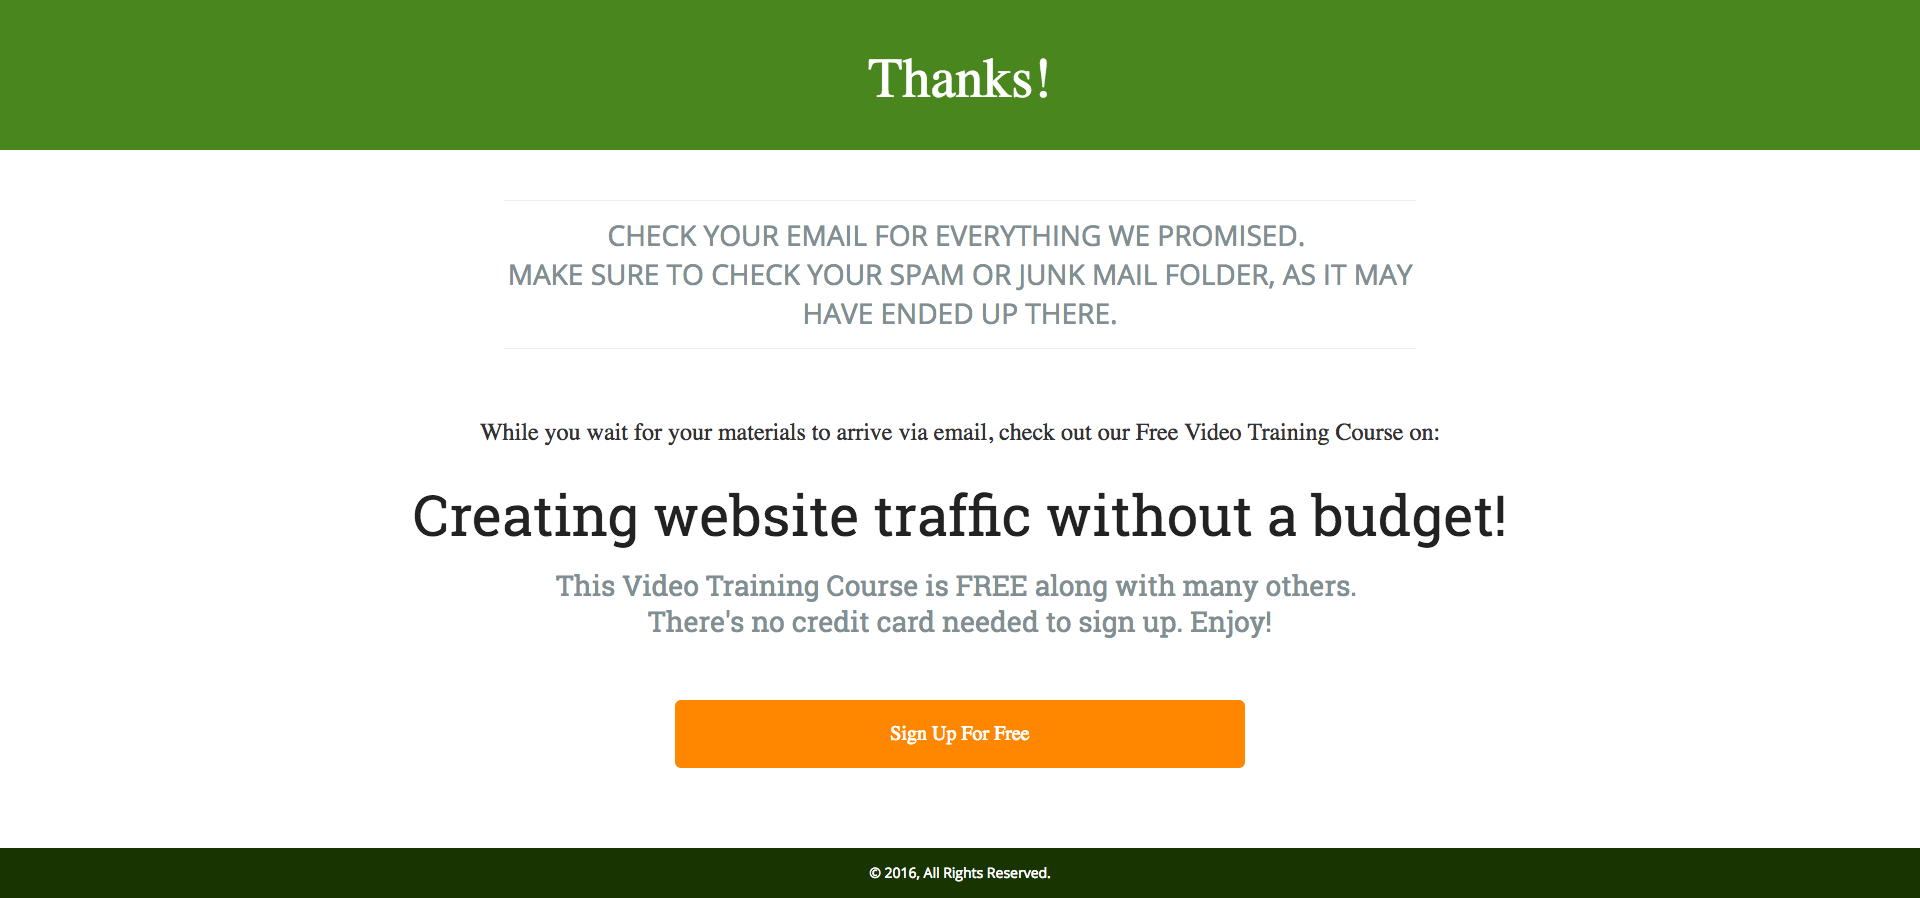 Thanks!
CHECK YOUR EMAIL FOR EVERYTHING WE PROMISED.
MAKE SURE TO CHECK YOUR SPAM OR JUNK MAIL FOLDER, AS IT MAY
HAVE ENDED UP THERE.
While you wait for your materials to arrive via email, check out our Free Video Training Course on:
Creating website traffic without a budget!
This Video Training Course is FREE along with many others.
There's no credit card needed to sign up. Enjoy!
Sign Up For Free
© 2016, All Rights Reserved.